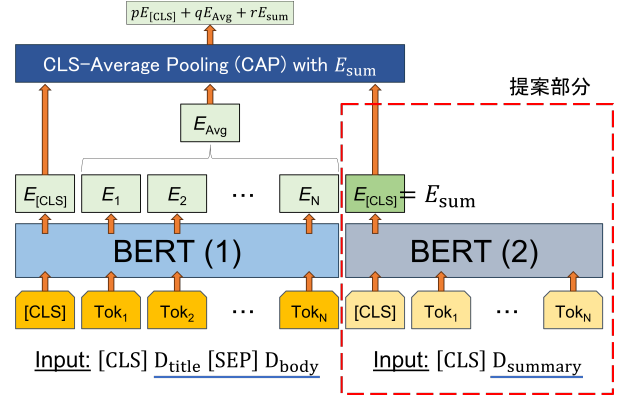 pE[CLS] + qEAvg + rEsum
CLS-Average Pooling (CAP) with Esum
提案部分
EAvg
E[CLS] E1 E2 ⋯ EN E[CLS] = Esum
BERT (1) BERT (2)
[CLS] Tok1 Tok2 ⋯ TokN [CLS] Tok1 ⋯ TokN
Input: [CLS] Dtitle [SEP] Dbody Input: [CLS] Dsummary